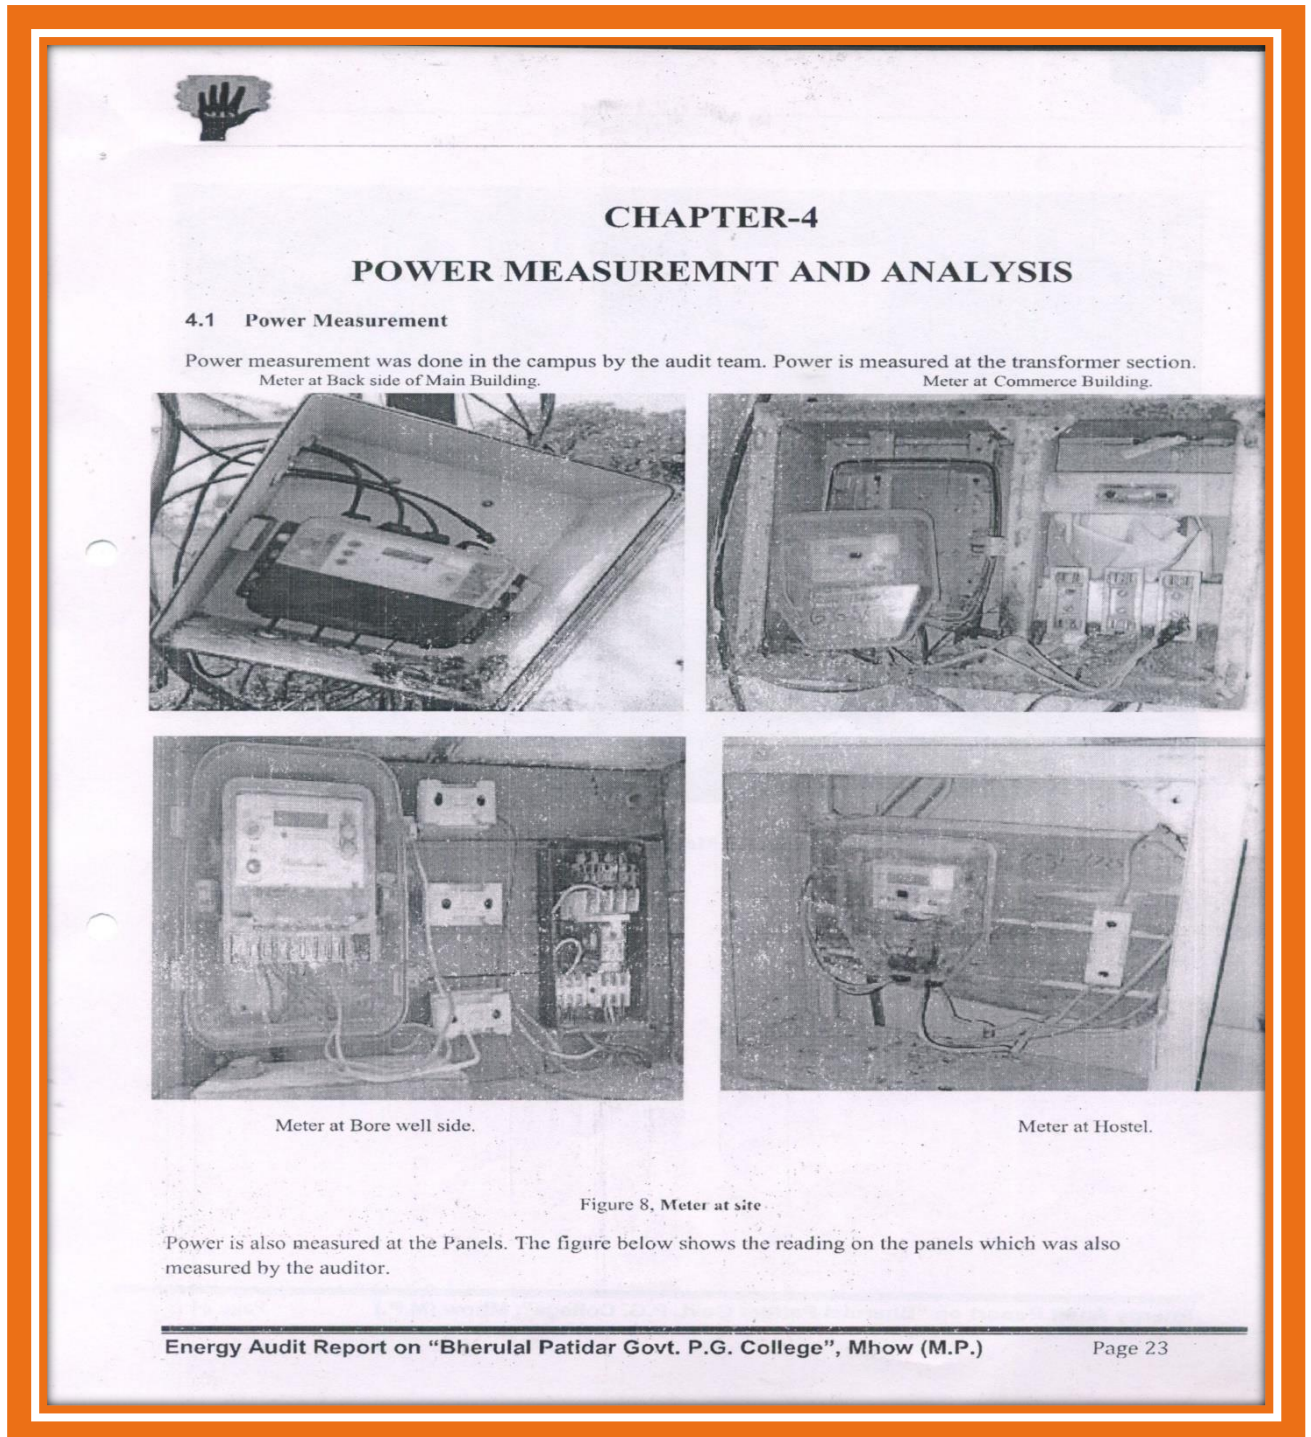 CHAPTER-4
POWER MEASUREMNT AND ANALYSIS
4.1 Power Measurement
Power measurement was done in the campus by the audit team. Power is measured at the transformer section.
Meter at Back side of Main Building.
Meter at Commerce Building.
Meter at Bore well side.
Meter at Hostel.
Figure 8, Meter at site
Power is also measured at the Panels. The figure below shows the reading on the panels which was also
measured by the auditor.
Energy Audit Report on “Bherulal Patidar Govt. P.G. College”, Mhow (M.P.) Page 23